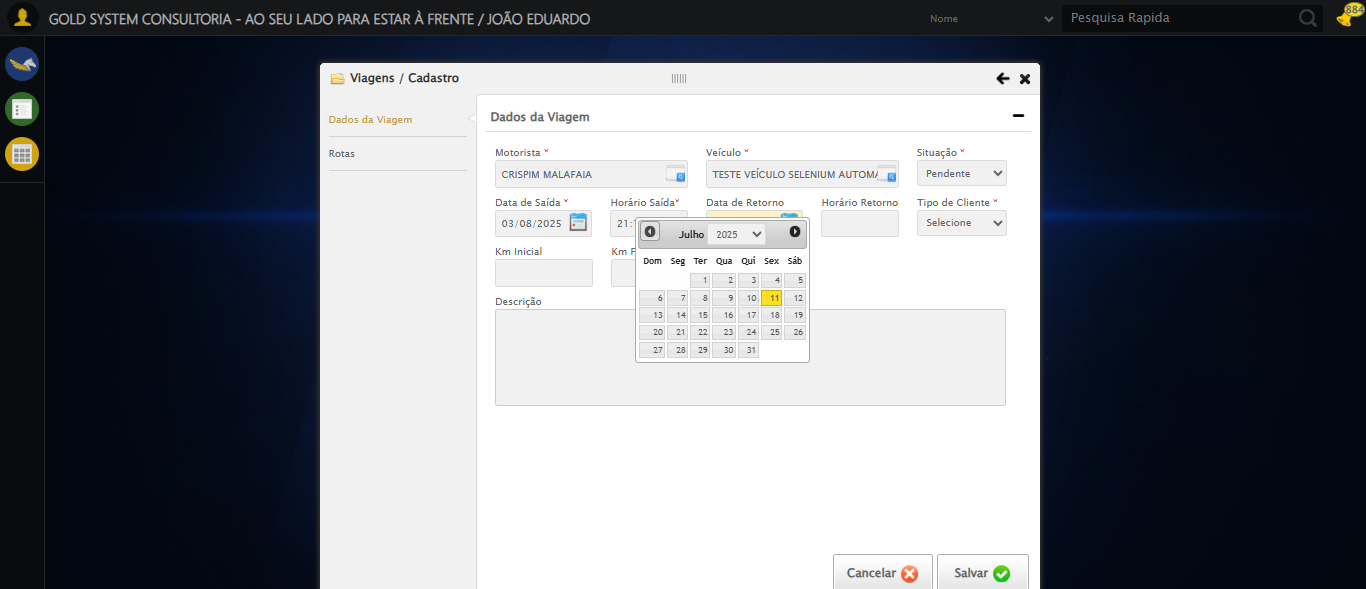 GOLD SYSTEM CONSULTORIA - AO SEU LADO PARA ESTAR À FRENTE / JOÃO EDUARDO
Nome
Pesquisa Rapida
884
Viagens / Cadastro
Dados da Viagem
Rotas
Dados da Viagem
Motorista * Veículo * Situação *
CRISPIM MALAFAIA TESTE VEÍCULO SELENIUM AUTOMA Pendente
Data de Saída * Horário Saída* Data de Retorno Horário Retorno Tipo de Cliente *
03/08/2025 21: Selecione
Julho 2025
Km Inicial Km F
Dom Seg Ter Qua Qui Sex Sáb
1 2 3 4 5
6 7 8 9 10 11 12
13 14 15 16 17 18 19
20 21 22 23 24 25 26
27 28 29 30 31
Descrição
Cancelar Salvar